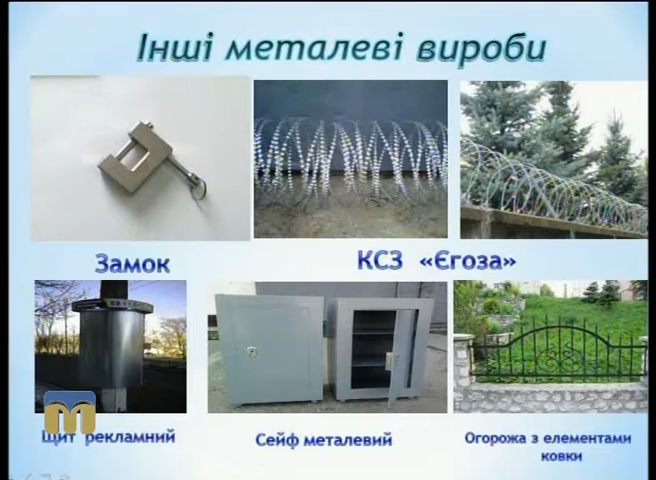 Інші металеві вироби
Замок
КСЗ «Єгоза»
Щит рекламний
Сейф металевий
Огорожа з елементами
ковки